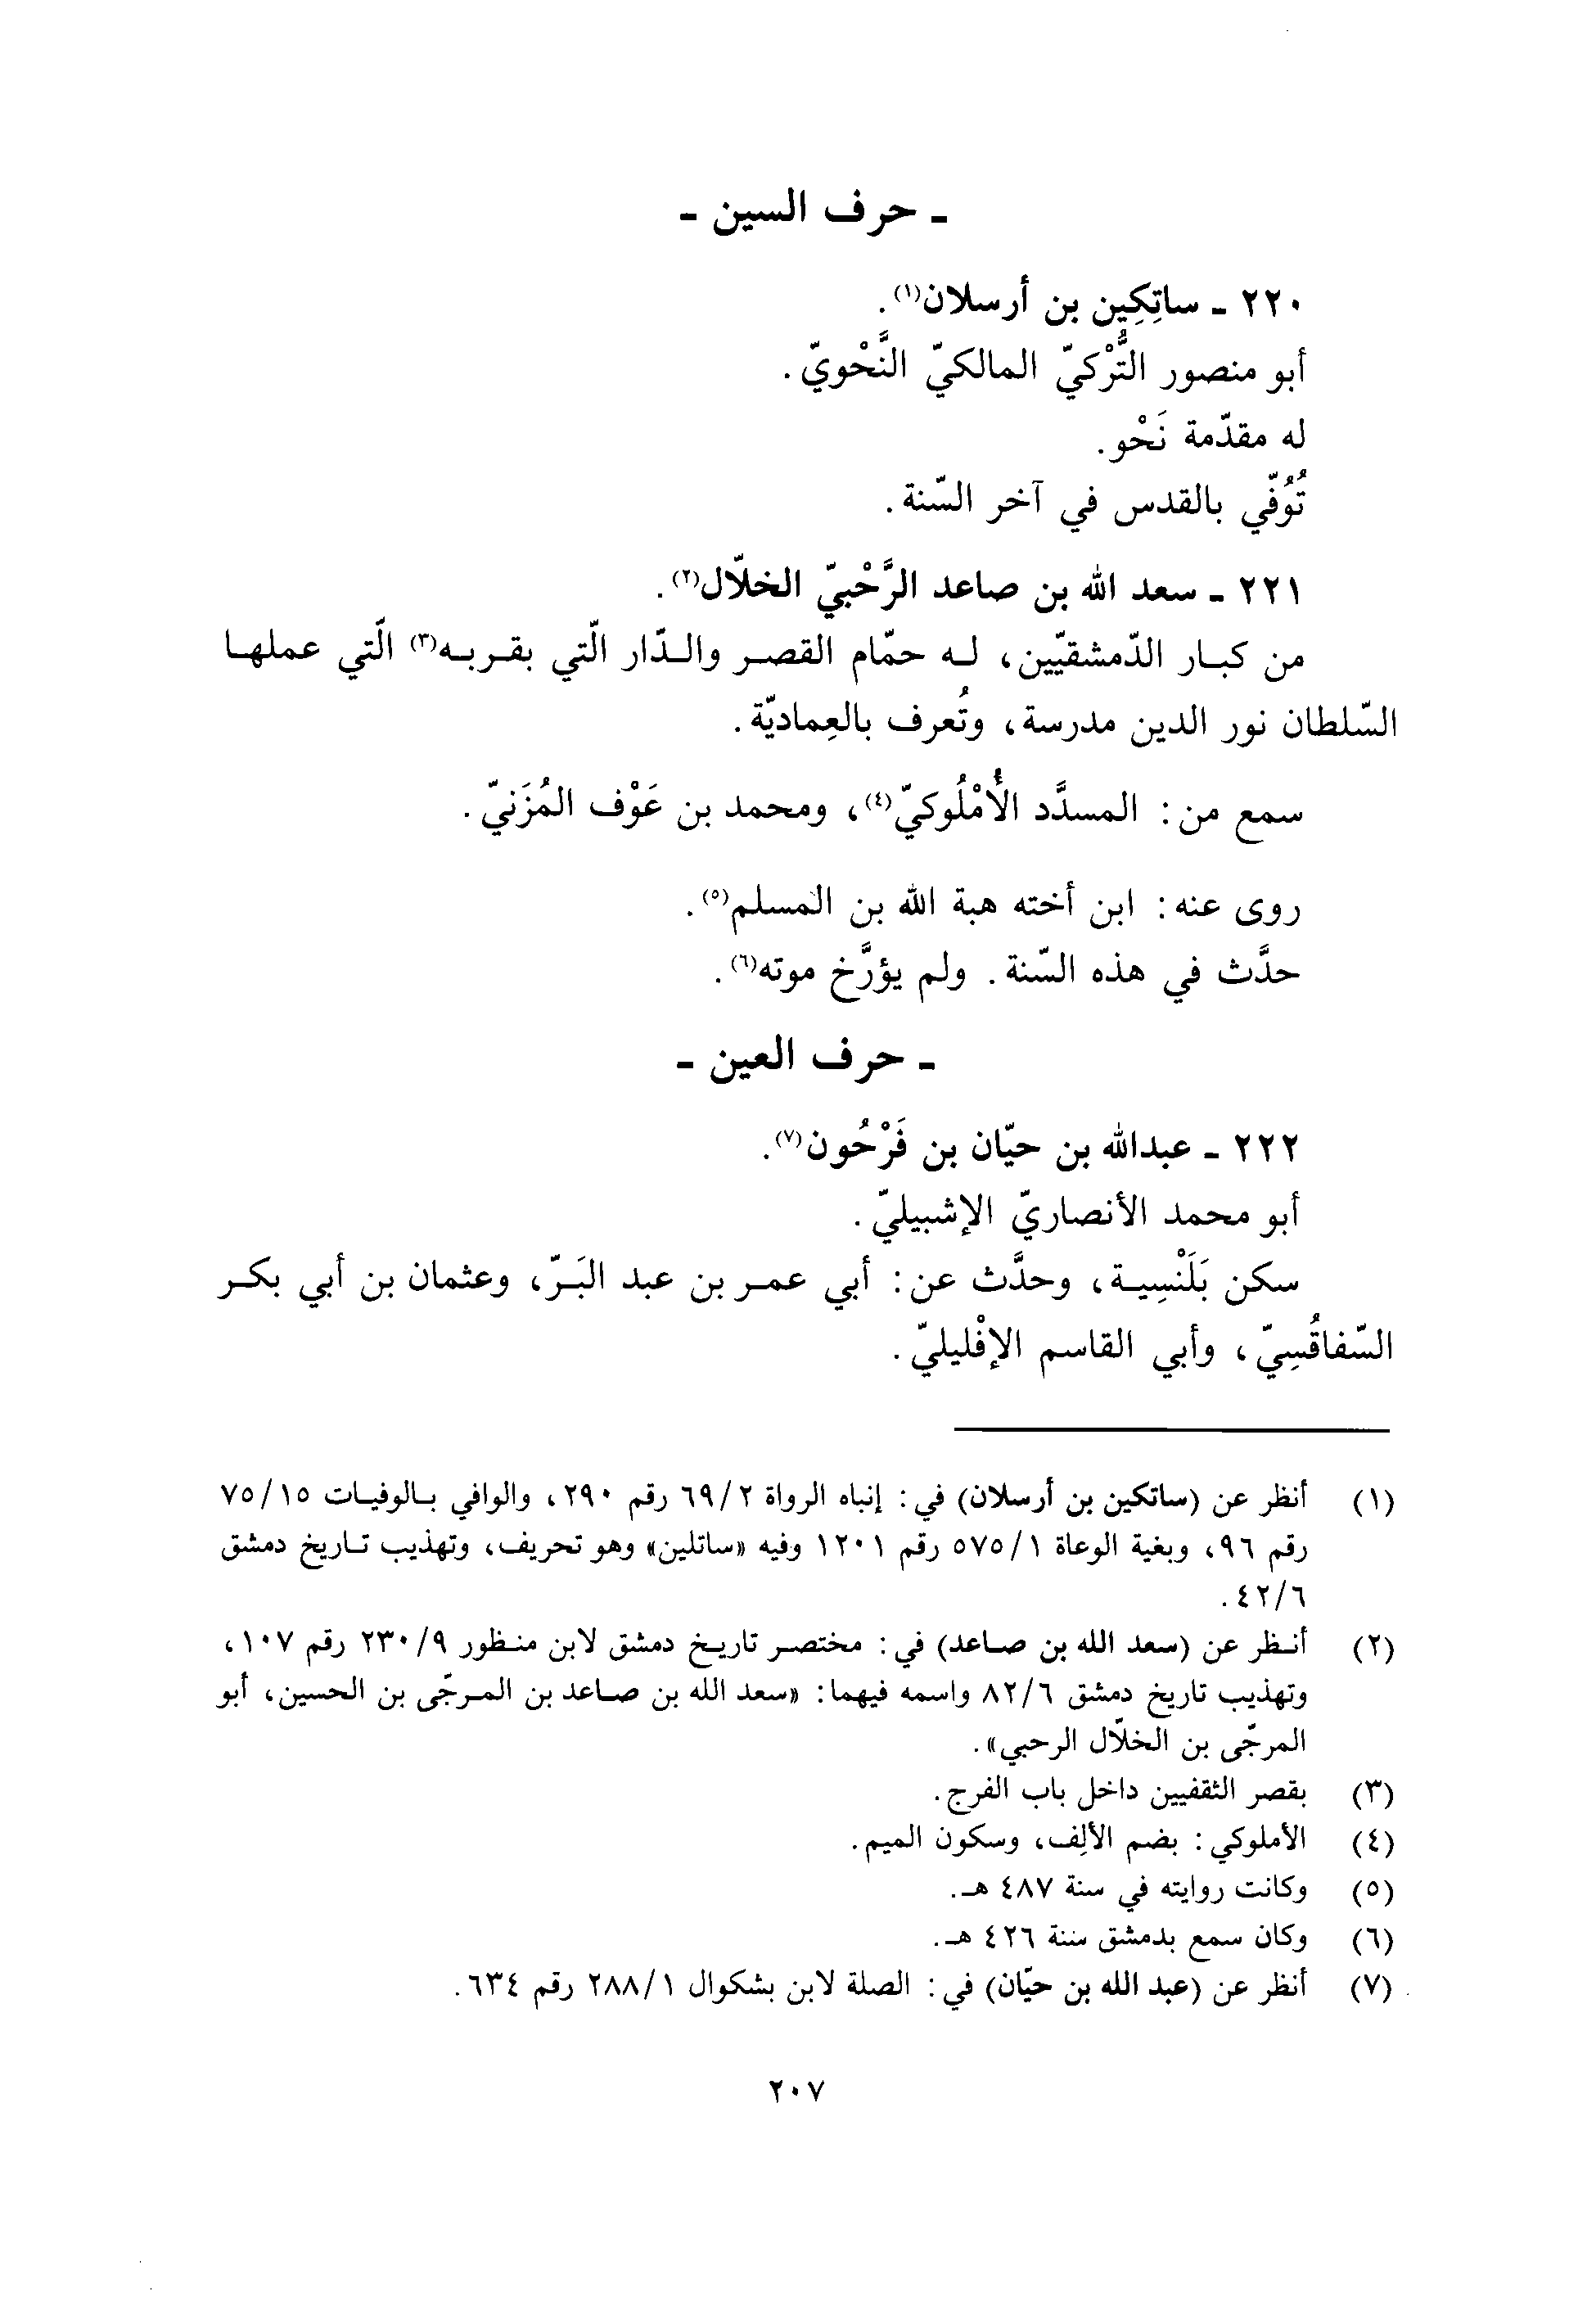 ـ حرف السين ـ
٢٢٠ ـ ساتِكِين بن أرسلان(١).
أبو منصور التُّرْكيّ المالكيّ النَّحْويّ.
له مقدّمة نَحْو.
تُوُفّي بالقدس في آخر السّنة.
٢٢١ ـ سعد الله بن صاعد الرَّحْبيّ الخلّال(٢).
من كبار الدّمشقيّين، له حمّام القصر والدّار الّتي بقربه(٣) الّتي عملها
السّلطان نور الدين مدرسة، وتُعرف بالعِماديّة.
سمع من: المسدَّد الأُمْلُوكيّ(٤)، ومحمد بن عَوْف المُزَنيّ.
روى عنه: ابن أخته هبة الله بن المسلم(٥).
حدَّث في هذه السّنة. ولم يؤرَّخ موته(٦).
ـ حرف العين ـ
٢٢٢ ـ عبدالله بن حيّان بن فَرْحُون(٧).
أبو محمد الأنصاريّ الإشبيليّ.
سكن بَلَنْسِية، وحدَّث عن: أبي عمر بن عبد البَرّ، وعثمان بن أبي بكر
السّفاقُسِيّ، وأبي القاسم الإفْليليّ.
(١) أنظر عن (ساتكين بن أرسلان) في: إنباه الرواة ٦٩/٢ رقم ٢٩٠، والوافي بالوفيات ٧٥/١٥
رقم ٩٦، وبغية الوعاة ٥٧٥/١ رقم ١٢٠١ وفيه «ساتلين» وهو تحريف، وتهذيب تاريخ دمشق
٤٢/٦.
(٢) أنظر عن (سعد الله بن صاعد) في: مختصر تاريخ دمشق لابن منظور ٢٣٠/٩ رقم ١٠٧،
وتهذيب تاريخ دمشق ٨٢/٦ واسمه فيهما: «سعد الله بن صاعد بن المرجّى بن الحسين، أبو
المرجّى بن الخلّال الرحبي».
(٣) بقصر الثقفيين داخل باب الفرج.
(٤) الأملوكي: بضم الألِف، وسكون الميم.
(٥) وكانت روايته في سنة ٤٨٧ هـ.
(٦) وكان سمع بدمشق سنة ٤٢٦ هـ.
(٧) أنظر عن (عبد الله بن حيّان) في: الصلة لابن بشكوال ٢٨٨/١ رقم ٦٣٤.
٢٠٧